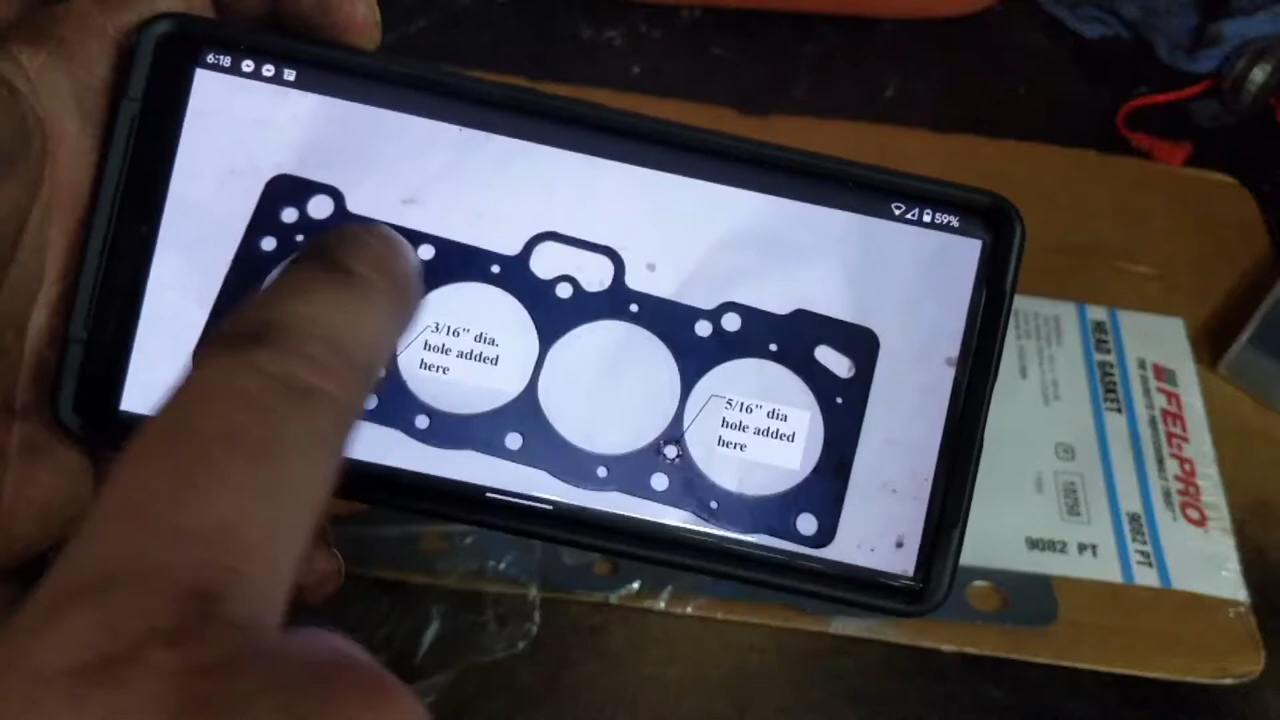 6:18
59%
3/16" dia.
hole added
here
5/16" dia
hole added
here
HEAD GASKET
FEL-PRO
9082 PT
9082 PT